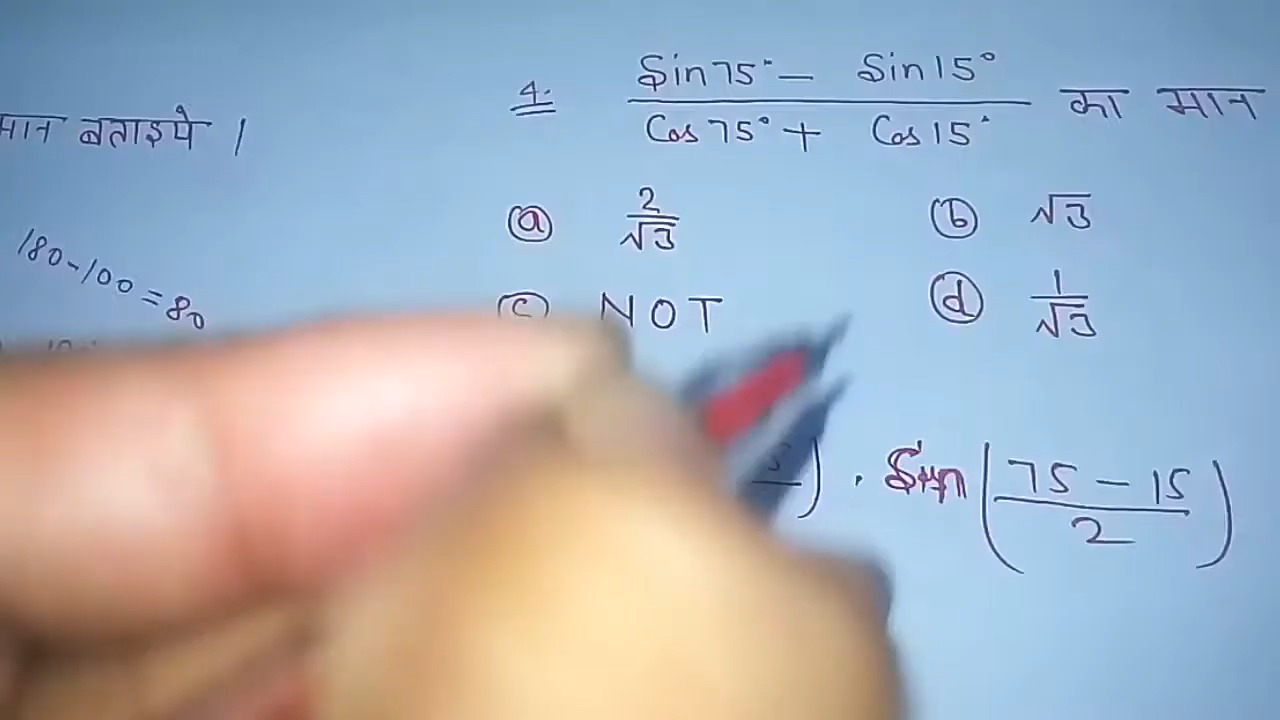 मान बताइये ।
180-100=80
4. Sin75° - Sin15° / Cos75° + Cos15° का मान
ⓐ 2/√3 ⓑ √3
ⓒ NOT ⓓ 1/√3
) . Sin(75-15/2)